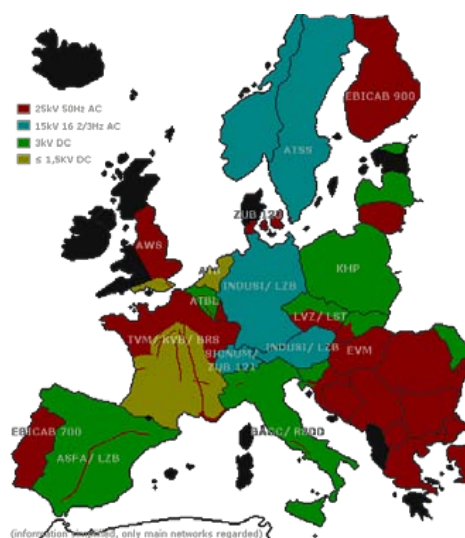 EBICAB 900
25kV 50Hz AC
15kV 16 2/3Hz AC
3kV DC
≤ 1,5KV DC
ATSS
ZUB 123
AWS
ATB
KHP
INDUSI/ LZB
ATBL
LVZ/ LST
TVM/ KVB/ BRS
INDUSI/ LZB
EVM
SIGNUM/
ZUB 121
EBICAB 700
BACC/ RSDD
ASFA/ LZB
(information simplified, only main networks regarded)